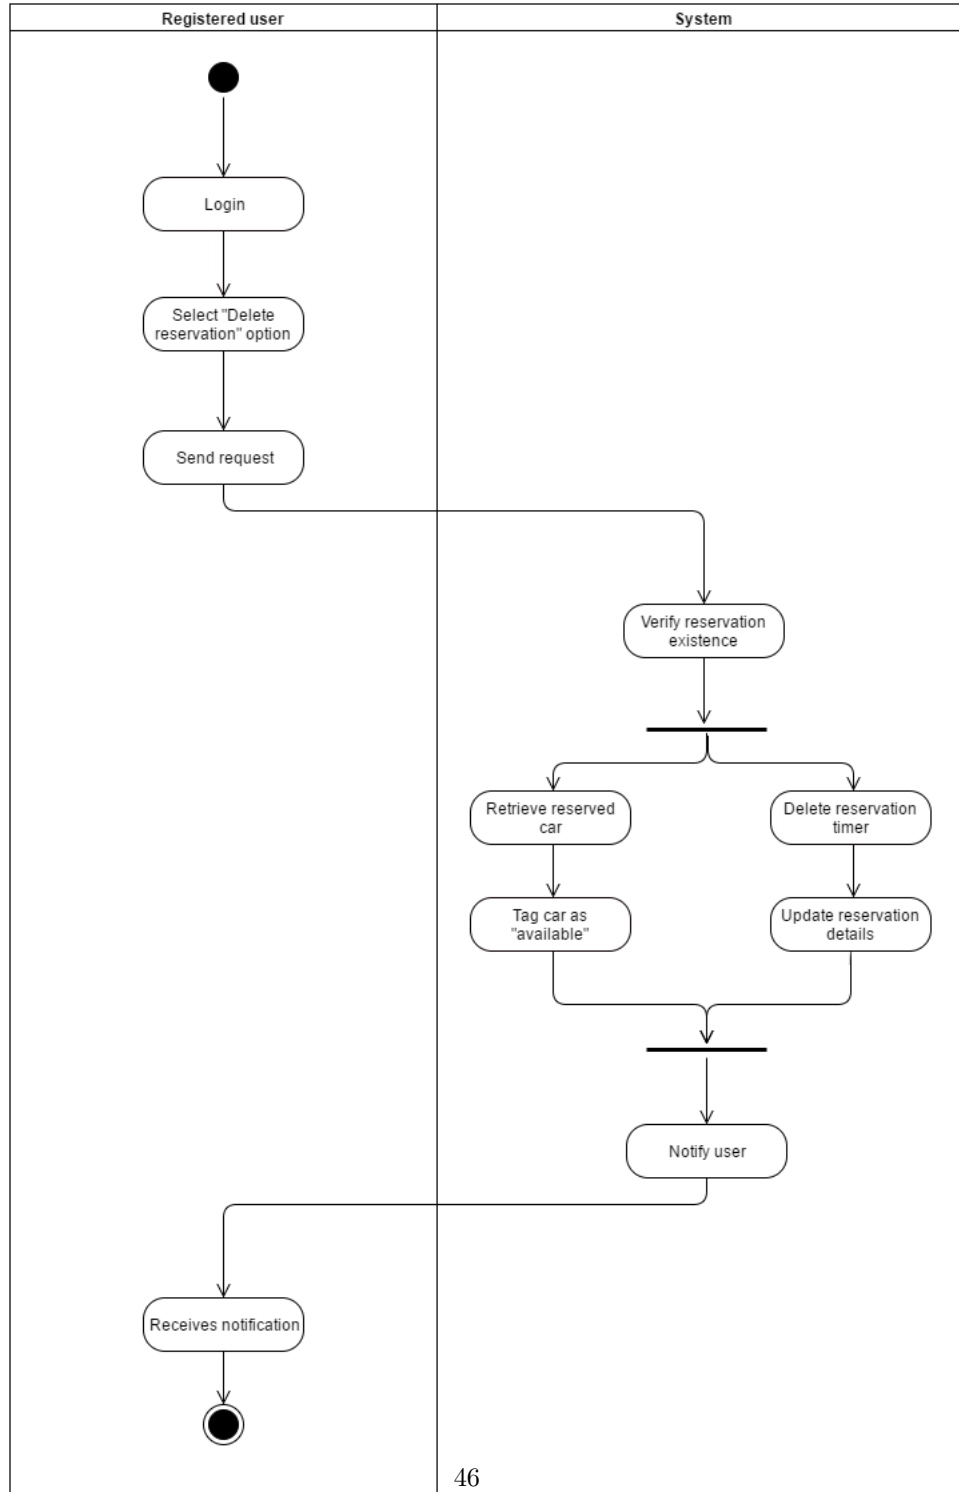 Registered user
System
Login
Select "Delete
reservation" option
Send request
Verify reservation
existence
Retrieve reserved
car
Delete reservation
timer
Tag car as
"available"
Update reservation
details
Notify user
Receives notification
46